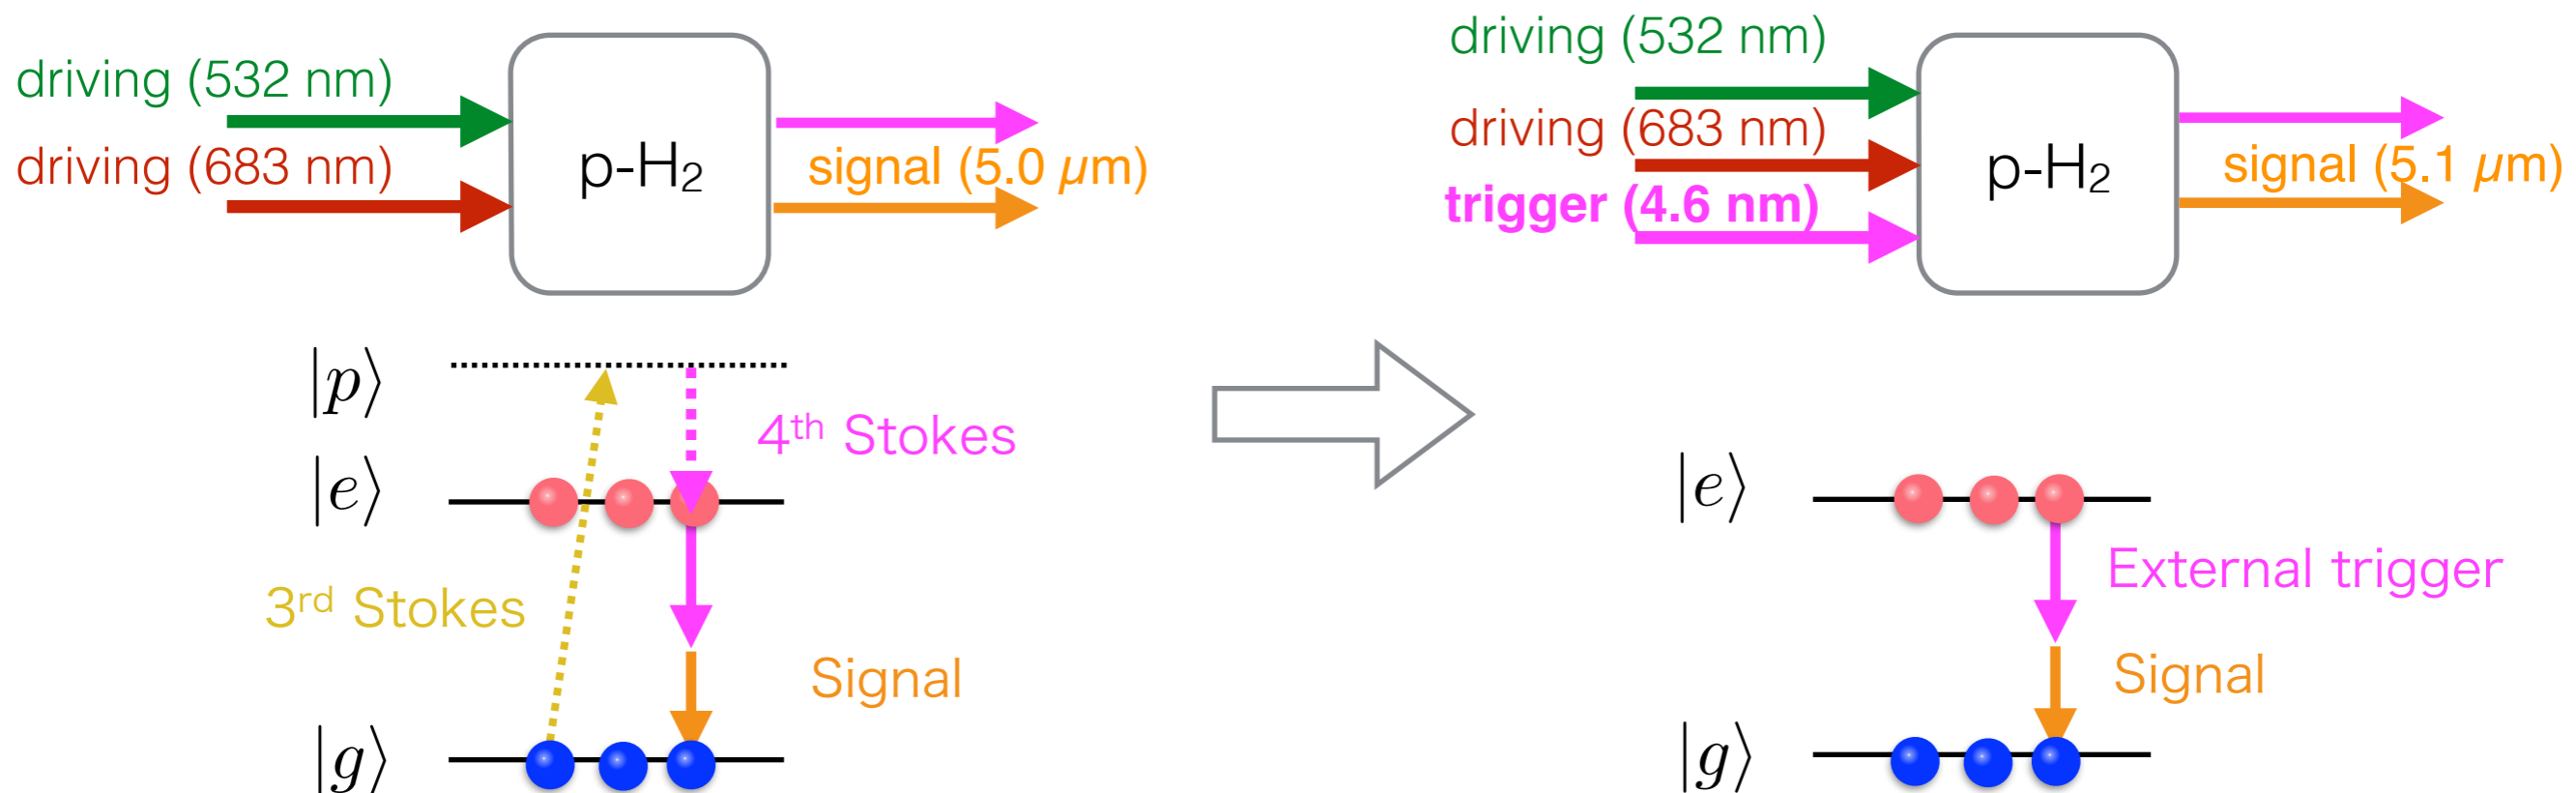 driving (532 nm)
driving (683 nm)
p-H₂
signal (5.0 μm)
|p⟩
|e⟩
|g⟩
3rd Stokes
4th Stokes
Signal
driving (532 nm)
driving (683 nm)
trigger (4.6 nm)
p-H₂
signal (5.1 μm)
|e⟩
|g⟩
External trigger
Signal